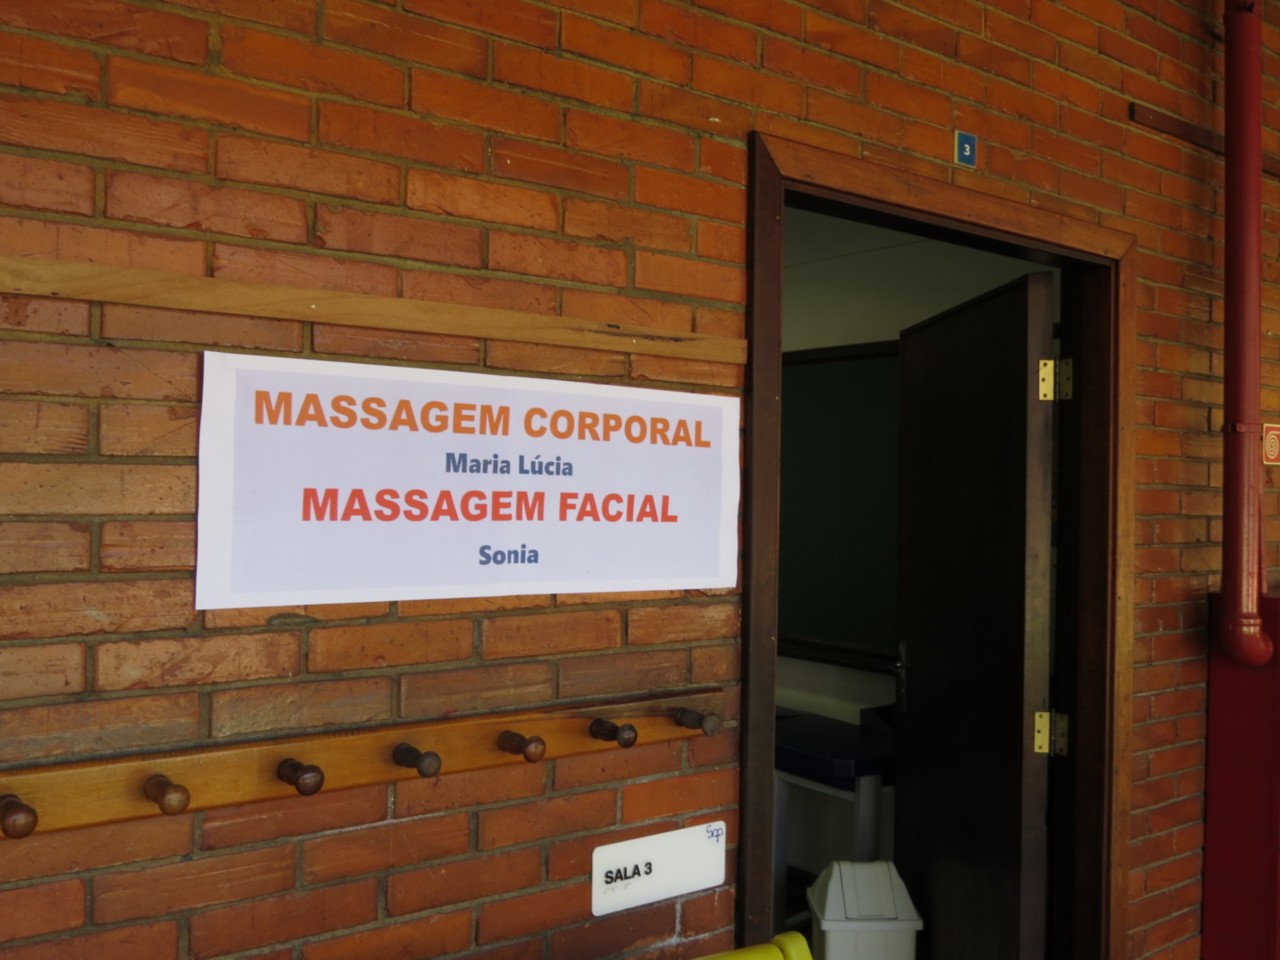 3
MASSAGEM CORPORAL
Maria Lúcia
MASSAGEM FACIAL
Sonia
SALA 3